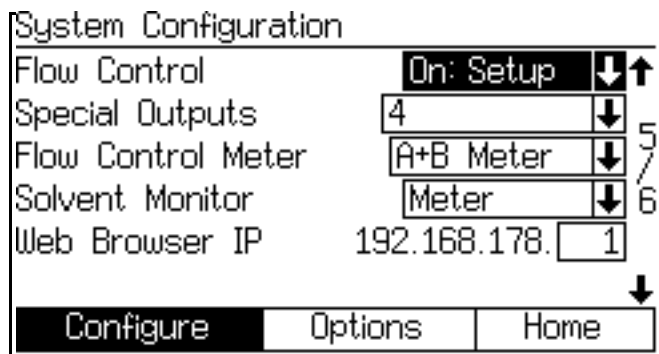 System Configuration
Flow Control On: Setup
Special Outputs 4
Flow Control Meter A+B Meter
Solvent Monitor Meter
Web Browser IP 192.168.178. 1
5/6
Configure Options Home